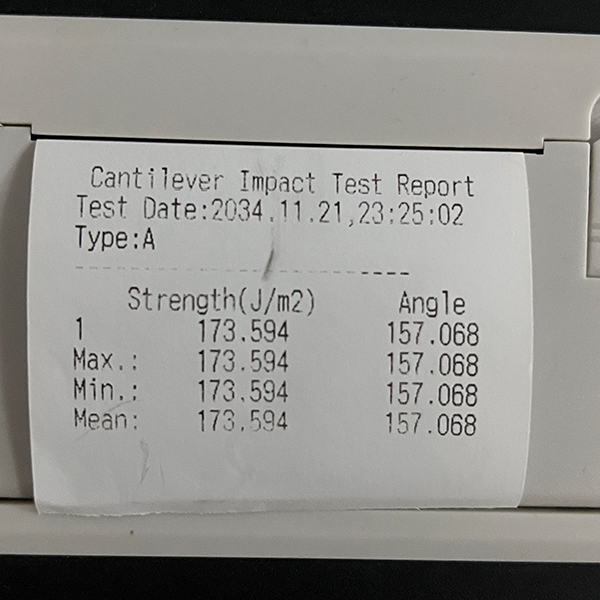 Cantilever Impact Test Report
Test Date:2034.11.21,23:25:02
Type:A
--------------------------------
Strength(J/m2) Angle
1 173.594 157.068
Max.: 173.594 157.068
Min.: 173.594 157.068
Mean: 173.594 157.068